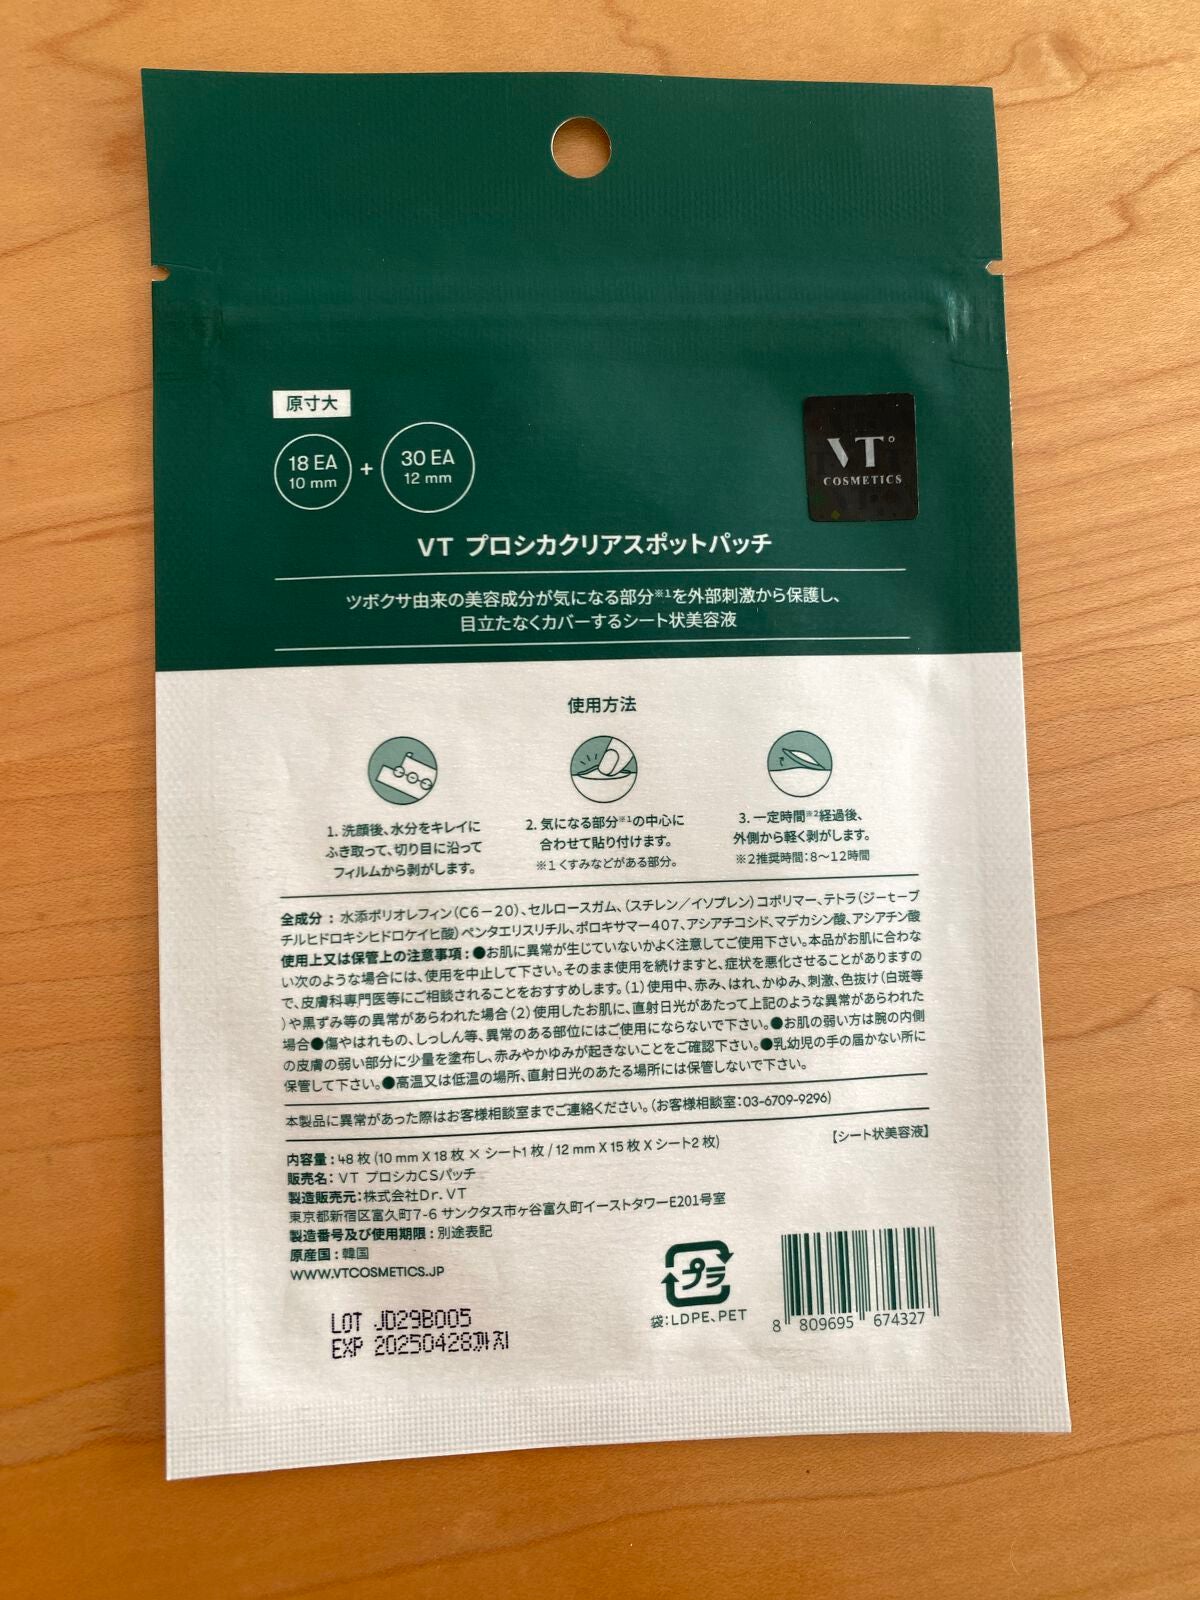 原寸大
18 EA
10 mm
+
30 EA
12 mm
VT°
COSMETICS
VT プロシカクリアスポットパッチ
ツボクサ由来の美容成分が気になる部分※1を外部刺激から保護し、
目立たなくカバーするシート状美容液
使用方法
1. 洗顔後、水分をキレイに
ふき取って、切り目に沿って
フィルムから剥がします。
2. 気になる部分※1の中心に
合わせて貼り付けます。
※1 くすみなどがある部分。
3. 一定時間※2経過後、
外側から軽く剥がします。
※2推奨時間：8～12時間
全成分 : 水添ポリオレフィン（C6－20）、セルロースガム、（スチレン／イソプレン）コポリマー、テトラ（ジーtーブ
チルヒドロキシヒドロケイヒ酸）ペンタエリスリチル、ポロキサマー407、アシアチコシド、マデカシン酸、アシアチン酸
使用上又は保管上の注意事項 : ●お肌に異常が生じていないかよく注意してご使用下さい。本品がお肌に合わな
い次のような場合には、使用を中止して下さい。そのまま使用を続けますと、症状を悪化させることがありますの
で、皮膚科専門医等にご相談されることをおすすめします。（1）使用中、赤み、はれ、かゆみ、刺激、色抜け（白斑等
）や黒ずみ等の異常があらわれた場合（2）使用したお肌に、直射日光があたって上記のような異常があらわれた
場合●傷やはれもの、しっしん等、異常のある部位にはご使用にならないで下さい。●お肌の弱い方は腕の内側
の皮膚の弱い部分に少量を塗布し、赤みやかゆみが起きないことをご確認下さい。●乳幼児の手の届かない所に
保管して下さい。●高温又は低温の場所、直射日光のあたる場所には保管しないで下さい。
本製品に異常があった際はお客様相談室までご連絡ください。（お客様相談室：03-6709-9296）
【シート状美容液】
内容量 : 48 枚 (10 mm X 18 枚 × シート1 枚 / 12 mm X 15 枚 X シート2 枚)
販売名 : VT プロシカCSパッチ
製造販売元 : 株式会社Dr. VT
東京都新宿区富久町7-6 サンクタス市ヶ谷富久町イーストタワーE201号室
製造番号及び使用期限 : 別途表記
原産国 : 韓国
WWW.VTCOSMETICS.JP
プラ
袋 : LDPE、PET
8 809695 674327
LOT JD29B005
EXP 20250428까지